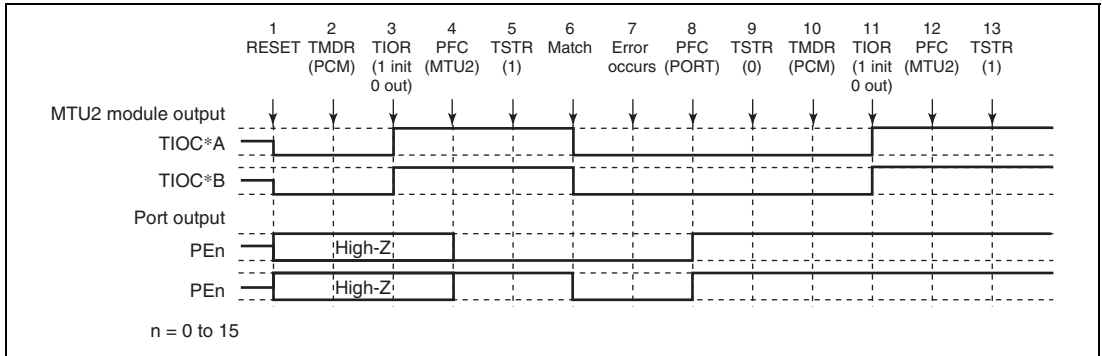 1 2 3 4 5 6 7 8 9 10 11 12 13
RESET TMDR TIOR PFC TSTR Match Error PFC TSTR TMDR TIOR PFC TSTR
(PCM) (1 init (MTU2) (1) occurs (PORT) (0) (PCM) (1 init (MTU2) (1)
0 out) 0 out)
MTU2 module output
TIOC*A
TIOC*B
Port output
PEn High-Z
PEn High-Z
n = 0 to 15